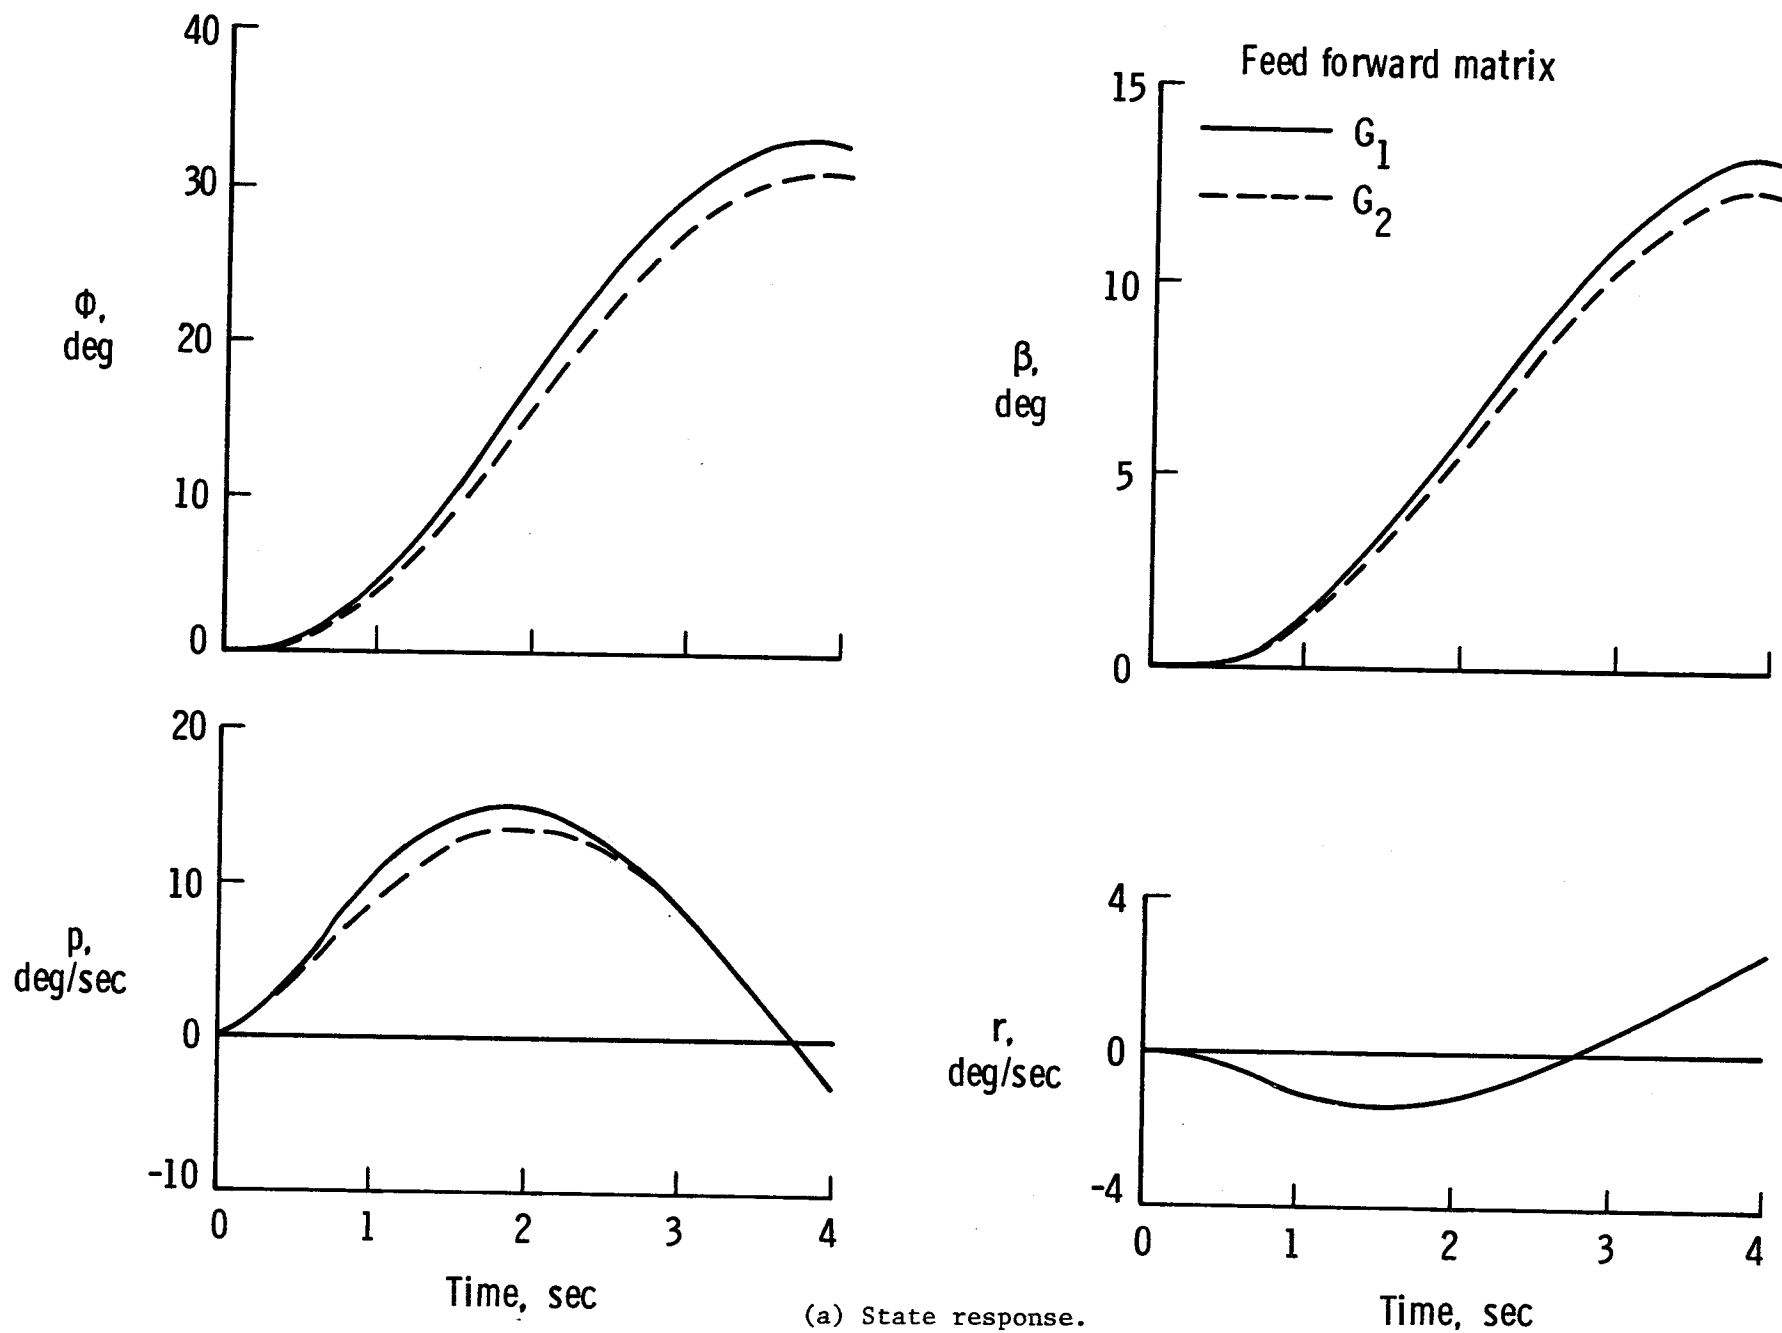 40
30
20
10
0
Φ,
deg
Feed forward matrix
G1
G2
15
10
5
0
β,
deg
20
10
0
-10
p,
deg/sec
0 1 2 3 4
Time, sec
4
0
-4
r,
deg/sec
0 1 2 3 4
Time, sec
(a) State response.